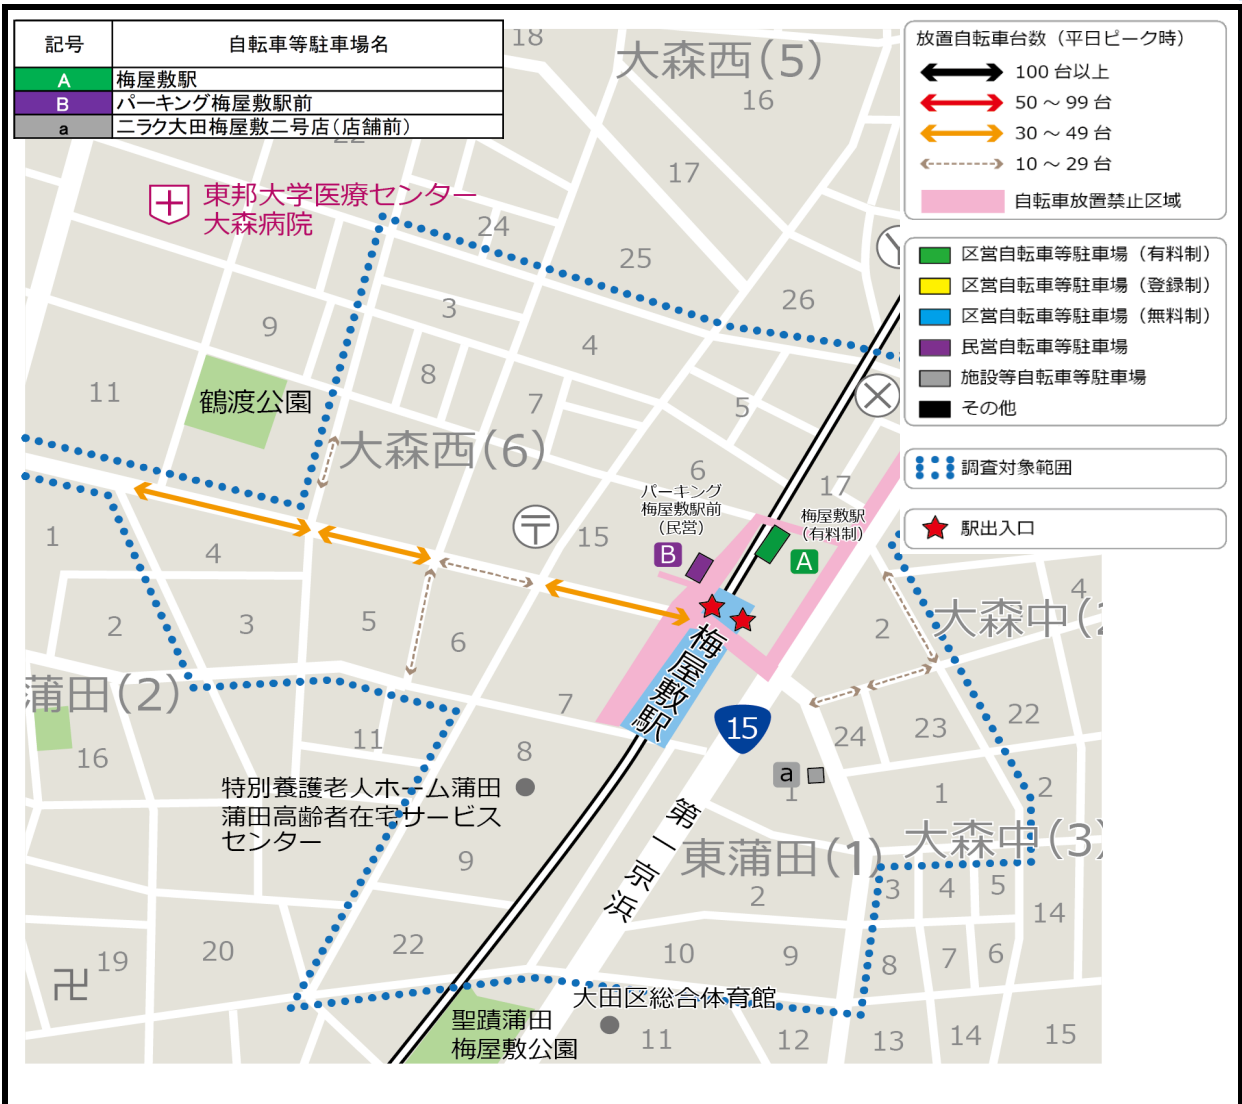 記号 自転車等駐車場名
A 梅屋敷駅
B パーキング梅屋敷駅前
a ニラク大田梅屋敷二号店(店舗前)
放置自転車台数（平日ピーク時）
100 台以上
50 ～ 99 台
30 ～ 49 台
10 ～ 29 台
自転車放置禁止区域
区営自転車等駐車場（有料制）
区営自転車等駐車場（登録制）
区営自転車等駐車場（無料制）
民営自転車等駐車場
施設等自転車等駐車場
その他
調査対象範囲
駅出入口
18
大森西(5)
16
22
17
東邦大学医療センター
大森病院
24
25
26
3
9
4
8
11
鶴渡公園
7
5
大森西(6)
6
17
パーキング
梅屋敷駅前
（民営）
梅屋敷駅
（有料制）
B
A
1
4
15
2
3
5
6
2
4
大森中(2
梅屋敷駅
蒲田(2)
7
15
22
23
24
11
16
8
a
1
1
2
特別養護老人ホーム蒲田
蒲田高齢者在宅サービス
センター
第一京浜
東蒲田(1)
大森中(3)
9
2
3
4
5
14
22
20
19
10
9
8
7
6
大田区総合体育館
聖蹟蒲田
梅屋敷公園
11
12
13
14
15